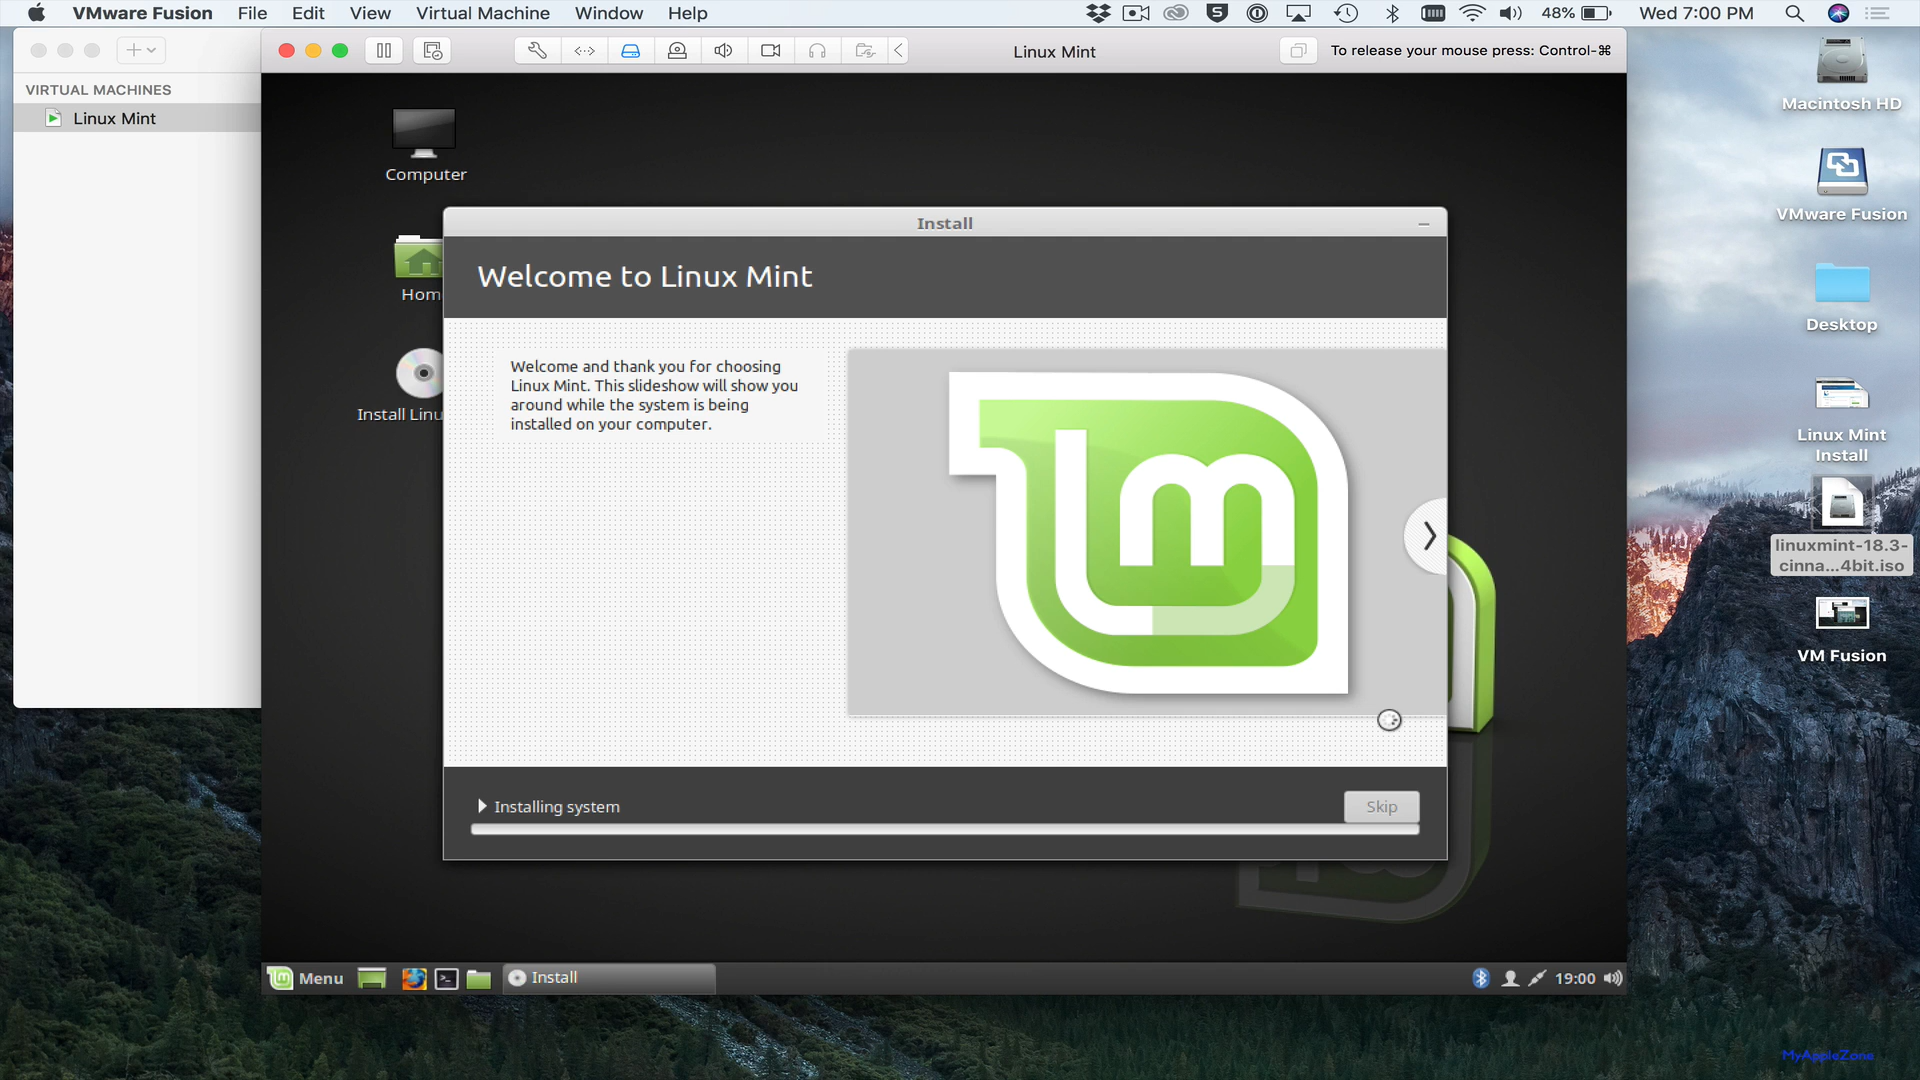 VMware Fusion File Edit View Virtual Machine Window Help 48% Wed 7:00 PM
Linux Mint To release your mouse press: Control-⌘
VIRTUAL MACHINES
Linux Mint
Computer
Hom
Install Linu
Install
Welcome to Linux Mint
Welcome and thank you for choosing
Linux Mint. This slideshow will show you
around while the system is being
installed on your computer.
lm
Installing system
Skip
Menu
Install
19:00
Macintosh HD
VMware Fusion
Desktop
Linux Mint
Install
linuxmint-18.3-
cinna...4bit.iso
VM Fusion
MyAppleZone